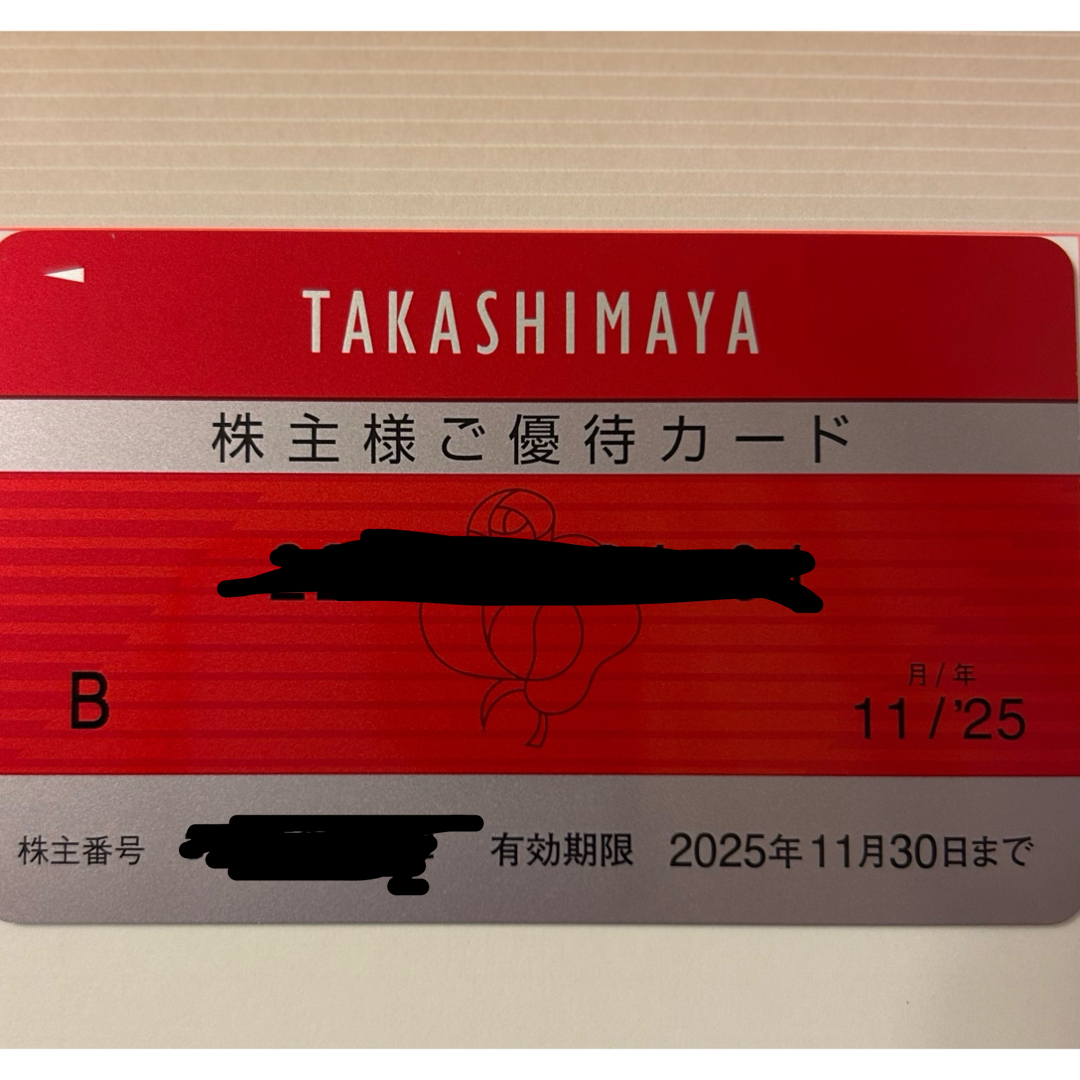 TAKASHIMAYA
株主様ご優待カード
月/年
B
11/’25
株主番号 有効期限 2025年11月30日まで